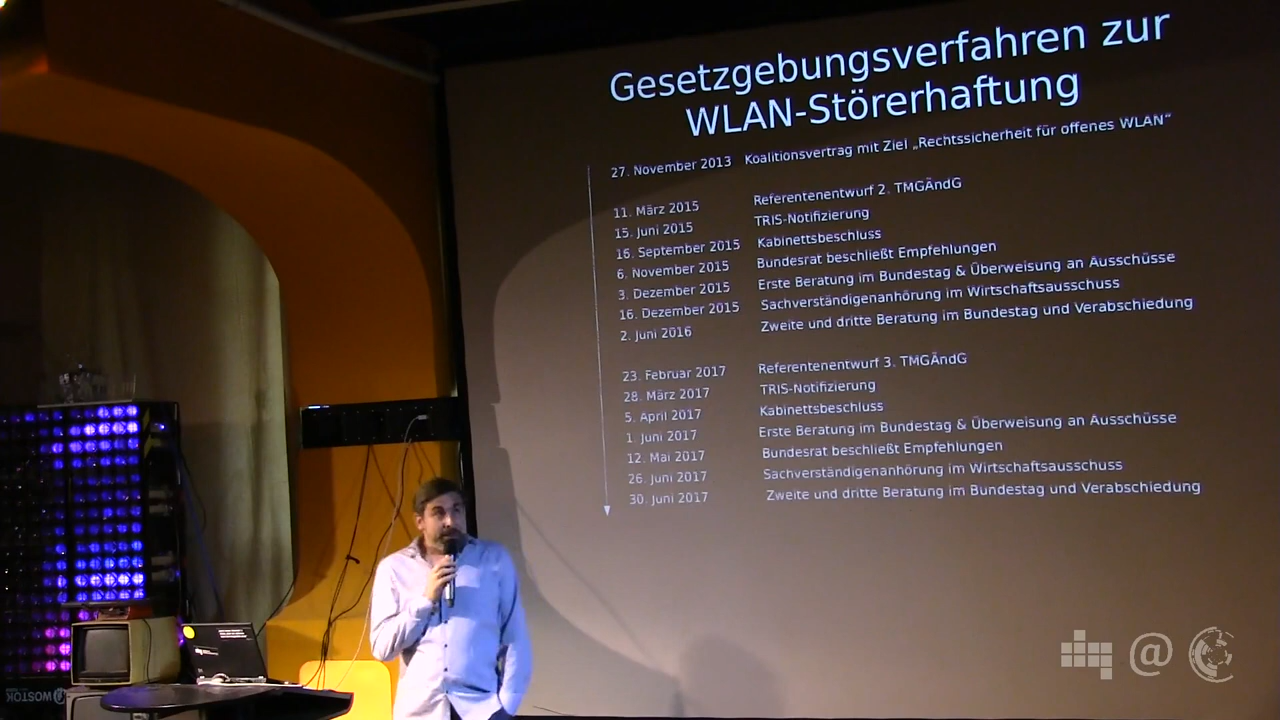 Gesetzgebungsverfahren zur
WLAN-Störerhaftung
27. November 2013 Koalitionsvertrag mit Ziel „Rechtssicherheit für offenes WLAN“
11. März 2015 Referentenentwurf 2. TMGÄndG
15. Juni 2015 TRIS-Notifizierung
16. September 2015 Kabinettsbeschluss
6. November 2015 Bundesrat beschließt Empfehlungen
3. Dezember 2015 Erste Beratung im Bundestag & Überweisung an Ausschüsse
16. Dezember 2015 Sachverständigenanhörung im Wirtschaftsausschuss
2. Juni 2016 Zweite und dritte Beratung im Bundestag und Verabschiedung
23. Februar 2017 Referentenentwurf 3. TMGÄndG
28. März 2017 TRIS-Notifizierung
5. April 2017 Kabinettsbeschluss
1. Juni 2017 Erste Beratung im Bundestag & Überweisung an Ausschüsse
12. Mai 2017 Bundesrat beschließt Empfehlungen
26. Juni 2017 Sachverständigenanhörung im Wirtschaftsausschuss
30. Juni 2017 Zweite und dritte Beratung im Bundestag und Verabschiedung
WOSTOK
@